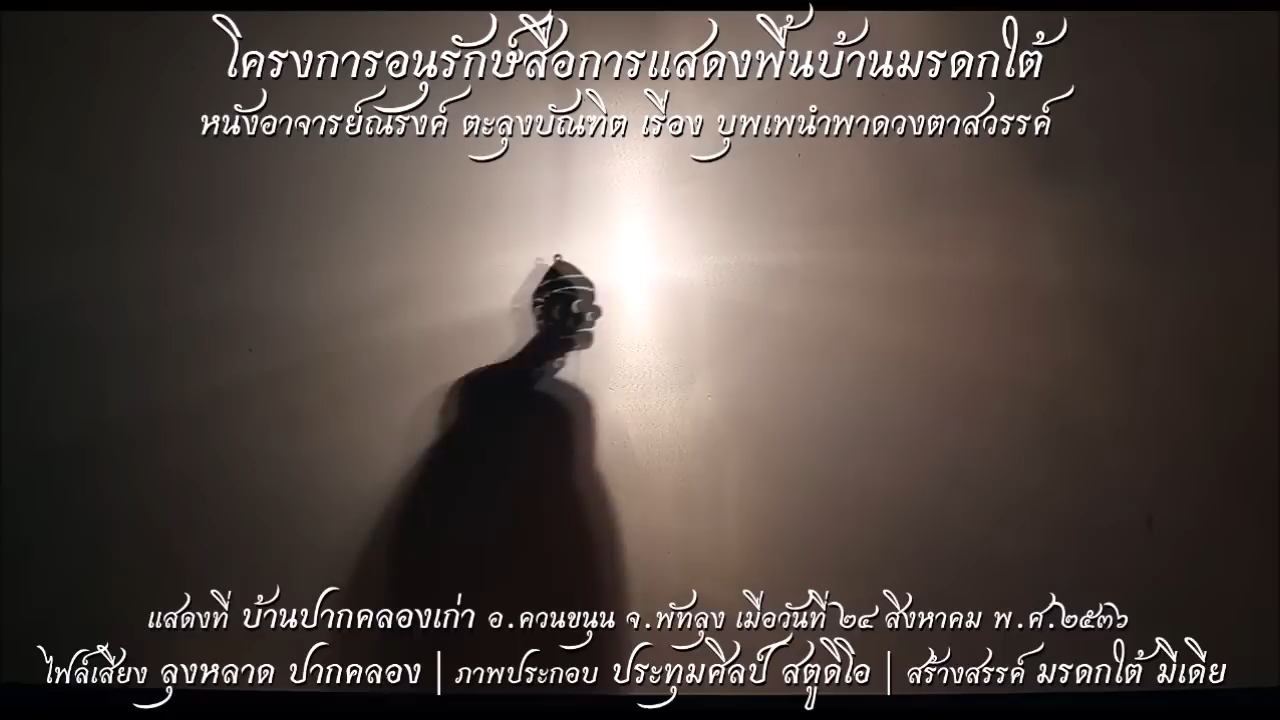 โครงการอนุรักษ์สื่อการแสดงพื้นบ้านมรดกใต้
หนังอาจารย์ณรงค์ ตะลุงบัณฑิต เรื่อง บุพเพนำพาดวงตาสวรรค์
แสดงที่ บ้านปากคลองเก่า อ.ควนขนุน จ.พัทลุง เมื่อวันที่ ๒๔ สิงหาคม พ.ศ.๒๕๓๖
ไฟล์เสียง ลุงหลาด ปากคลอง | ภาพประกอบ ประทุมศิลป์ สตูดิโอ | สร้างสรรค์ มรดกใต้ มีเดีย